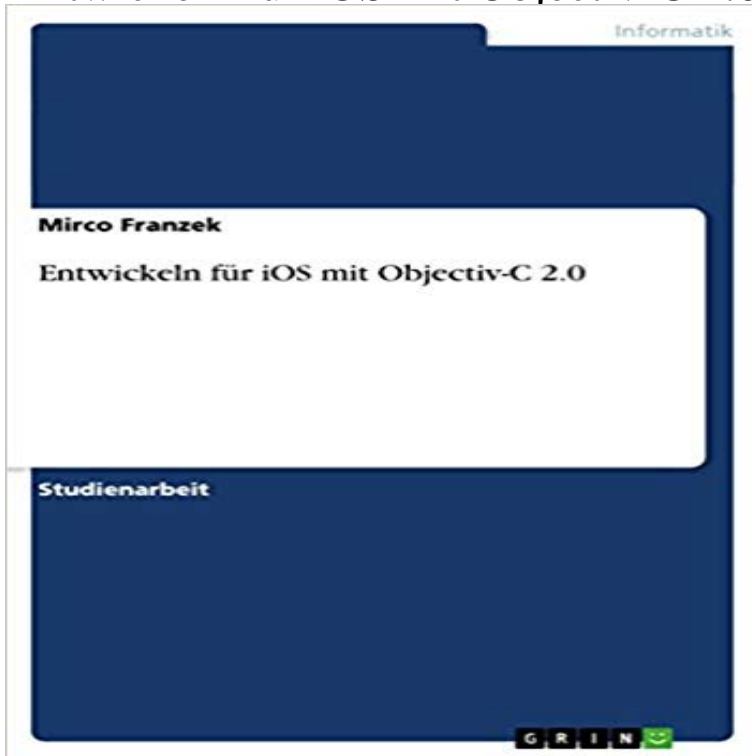 Informatik
Mirco Franzek
Entwickeln für iOS mit Objectiv-C 2.0
Studienarbeit
GRIN